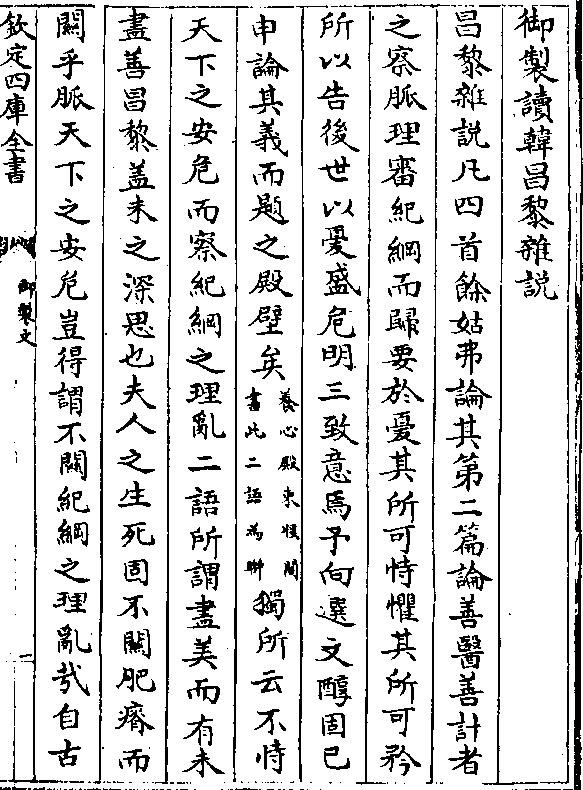 御製讀韓昌黎雜説
昌黎雜説凡四首餘姑弗論其第二篇論善醫善計者
之察脈理審紀綱而歸要於憂其所可恃懼其所可矜
所以告後世以憂盛危明三致意焉予向遶文醇固已
申論其義而題之殿壁矣養心殿東暖閣書此二語為聯獨所云不恃
天下之安危而察紀綱之理亂二語所謂盡美而有未
盡善昌黎蓋未之深思也夫人之生死固不關肥瘠而
關乎脈天下之安危豈得謂不關紀綱之理亂㢤自古
欽定四庫全書
御製文
二